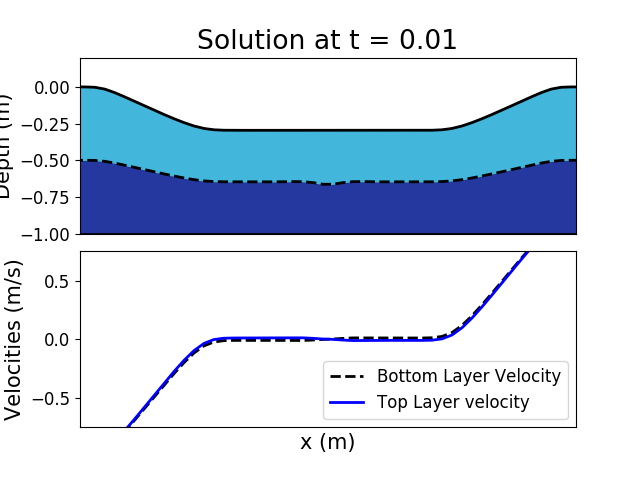 Solution at t = 0.01
Depth (m)
0.00
−0.25
−0.50
−0.75
−1.00
Velocities (m/s)
0.5
0.0
−0.5
Bottom Layer Velocity
Top Layer velocity
x (m)